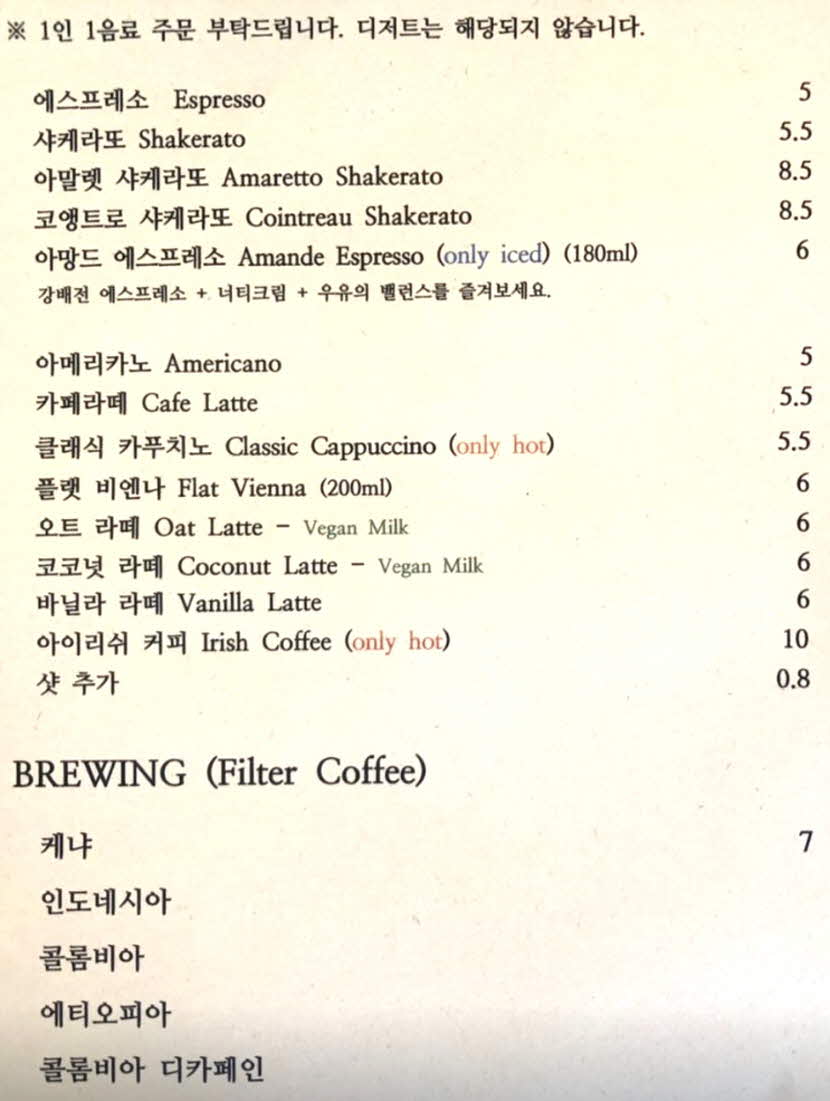 ※ 1인 1음료 주문 부탁드립니다. 디저트는 해당되지 않습니다.
에스프레소 Espresso 5
샤케라또 Shakerato 5.5
아말렛 샤케라또 Amaretto Shakerato 8.5
코앵트로 샤케라또 Cointreau Shakerato 8.5
아망드 에스프레소 Amande Espresso (only iced) (180ml) 6
강배전 에스프레소 + 너티크림 + 우유의 밸런스를 즐겨보세요.
아메리카노 Americano 5
카페라떼 Cafe Latte 5.5
클래식 카푸치노 Classic Cappuccino (only hot) 5.5
플랫 비엔나 Flat Vienna (200ml) 6
오트 라떼 Oat Latte - Vegan Milk 6
코코넛 라떼 Coconut Latte - Vegan Milk 6
바닐라 라떼 Vanilla Latte 6
아이리쉬 커피 Irish Coffee (only hot) 10
샷 추가 0.8
BREWING (Filter Coffee)
케냐 7
인도네시아
콜롬비아
에티오피아
콜롬비아 디카페인